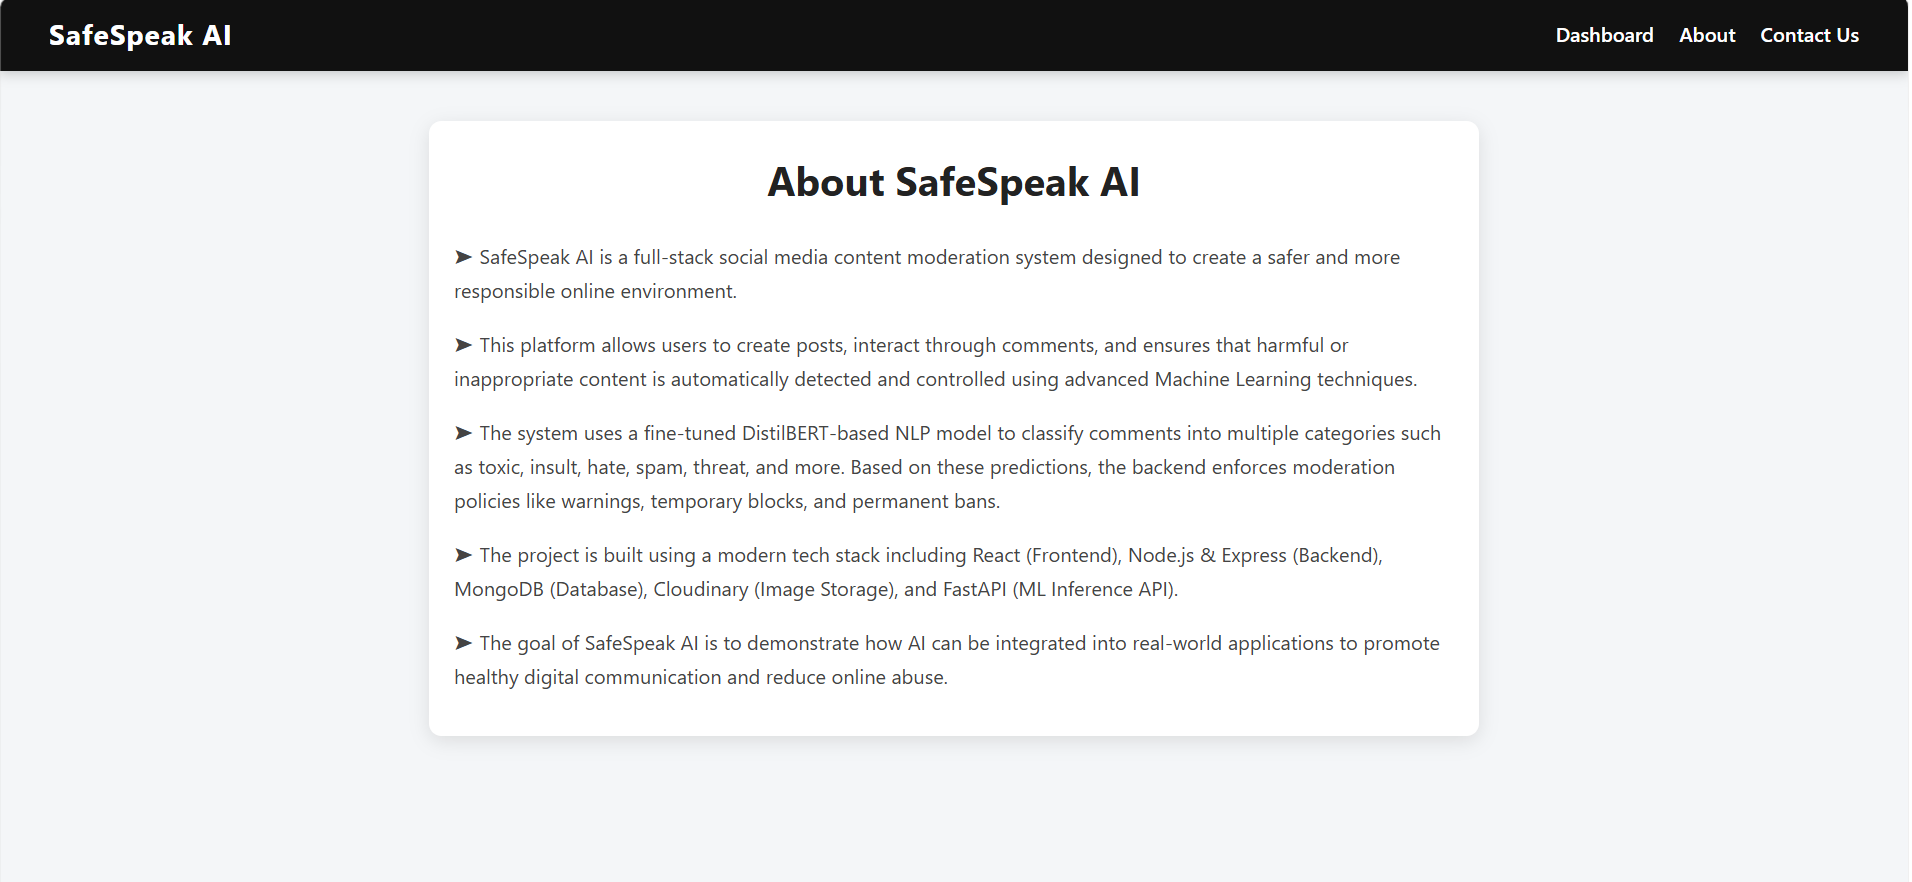 SafeSpeak AI
Dashboard About Contact Us
About SafeSpeak AI
➤ SafeSpeak AI is a full-stack social media content moderation system designed to create a safer and more
responsible online environment.
➤ This platform allows users to create posts, interact through comments, and ensures that harmful or
inappropriate content is automatically detected and controlled using advanced Machine Learning techniques.
➤ The system uses a fine-tuned DistilBERT-based NLP model to classify comments into multiple categories such
as toxic, insult, hate, spam, threat, and more. Based on these predictions, the backend enforces moderation
policies like warnings, temporary blocks, and permanent bans.
➤ The project is built using a modern tech stack including React (Frontend), Node.js & Express (Backend),
MongoDB (Database), Cloudinary (Image Storage), and FastAPI (ML Inference API).
➤ The goal of SafeSpeak AI is to demonstrate how AI can be integrated into real-world applications to promote
healthy digital communication and reduce online abuse.